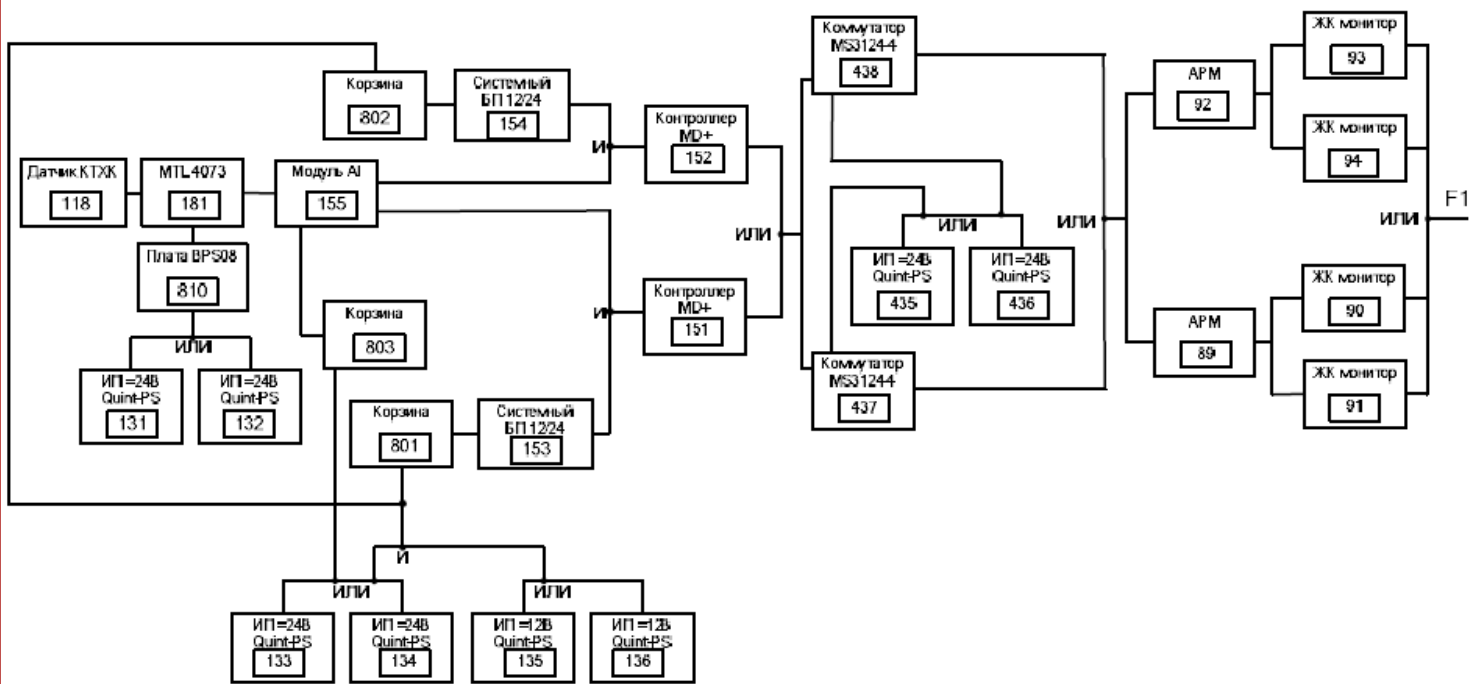 Корзина
802
Системный
БП 12/24
154
И
Контроллер
MD+
152
Датчик КТХК
118
MTL4073
181
Модуль AI
155
Плата BPS08
810
ИЛИ
ИП =24В
Quint-PS
131
ИП =24В
Quint-PS
132
Корзина
803
И
Контроллер
MD+
151
Корзина
801
Системный
БП 12/24
153
И
ИЛИ
ИП =24В
Quint-PS
133
ИП =24В
Quint-PS
134
ИЛИ
ИП =12В
Quint-PS
135
ИП =12В
Quint-PS
136
ИЛИ
Коммутатор
MS3124-4
438
ИЛИ
ИП =24В
Quint-PS
435
ИП =24В
Quint-PS
436
Коммутатор
MS3124-4
437
ИЛИ
АРМ
92
ЖК монитор
93
ЖК монитор
94
АРМ
89
ЖК монитор
90
ЖК монитор
91
ИЛИ
F1